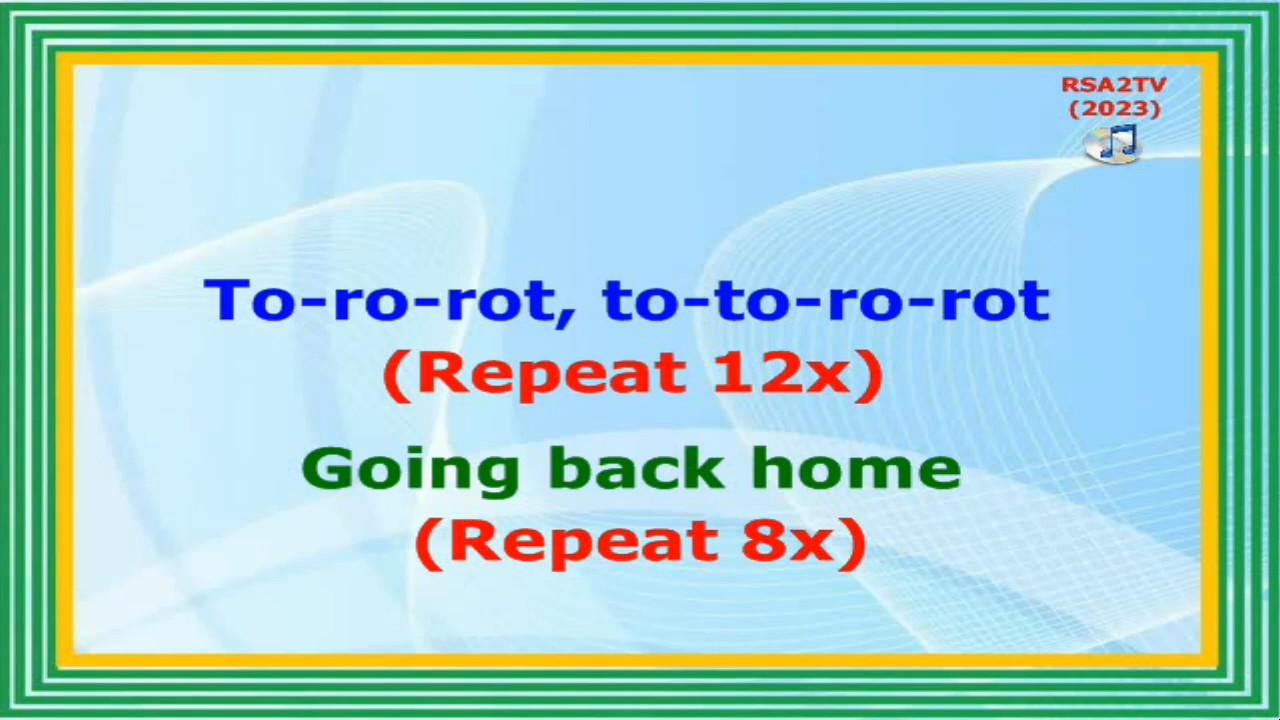 RSA2TV
(2023)
To-ro-rot, to-to-ro-rot
(Repeat 12x)
Going back home
(Repeat 8x)